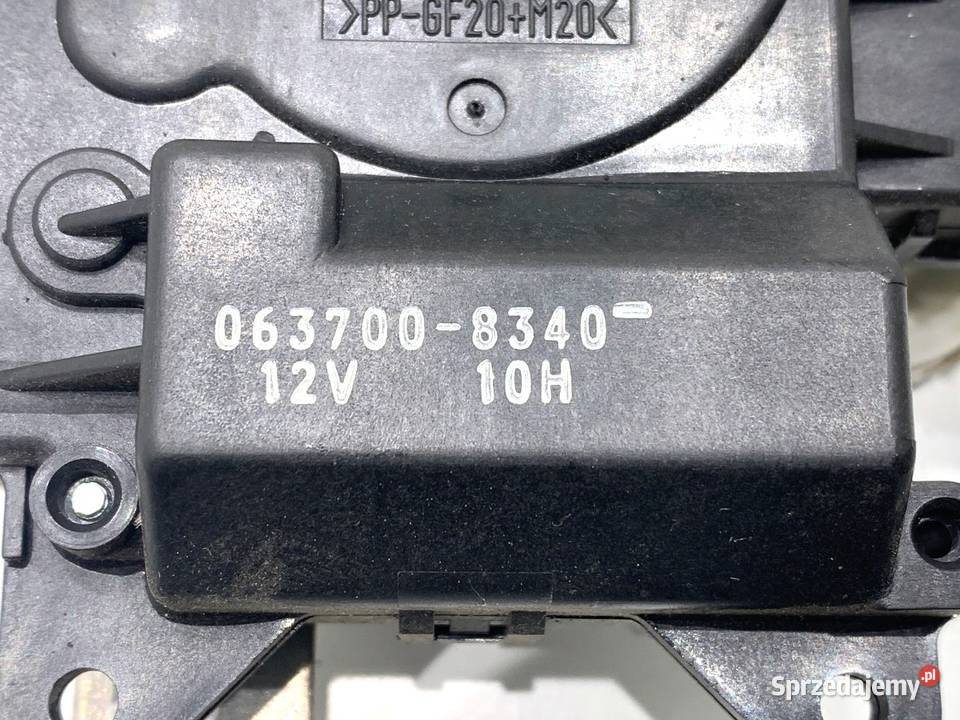 >PP-GF20+M20<
063700-8340
12V 10H
Sprzedajemy.pl